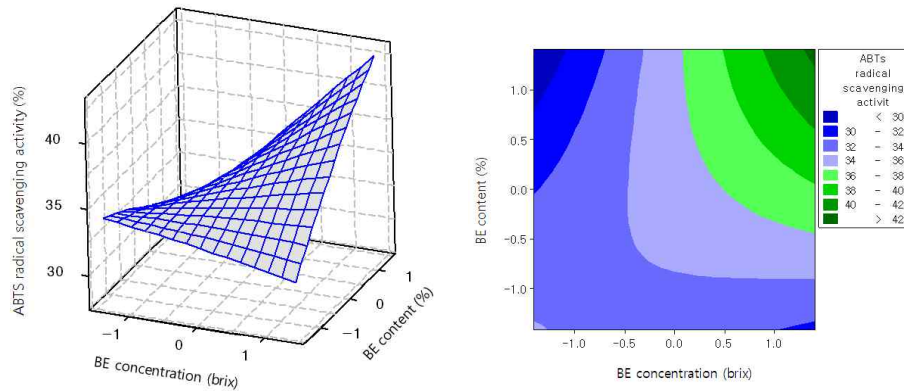 ABTS radical scavenging activity (%)
40
35
30
−1
0
1
BE concentration (brix)
−1
0
1
BE content (%)
BE content (%)
1.0
0.5
0.0
−0.5
−1.0
−1.0
−0.5
0.0
0.5
1.0
BE concentration (brix)
ABTs
radical
scavenging
activit
< 30
30 – 32
32 – 34
34 – 36
36 – 38
38 – 40
40 – 42
> 42